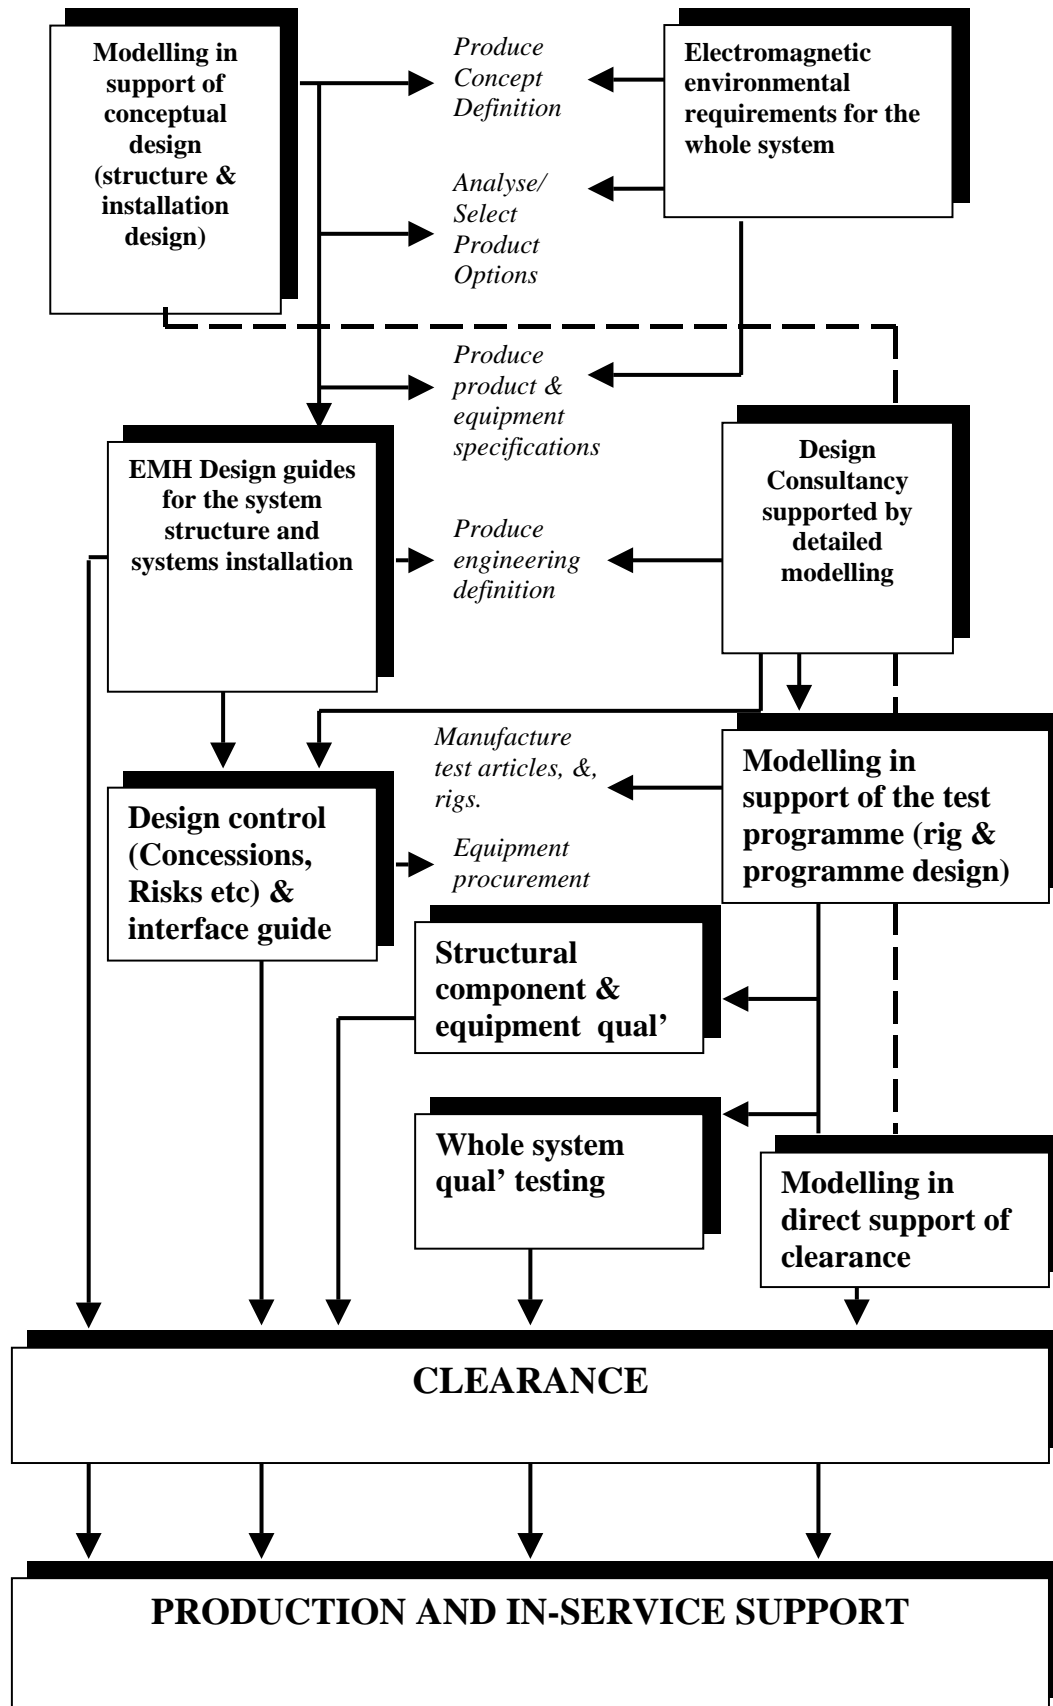 Modelling in
support of
conceptual
design
(structure &
installation
design)
Produce
Concept
Definition
Electromagnetic
environmental
requirements for the
whole system
Analyse/
Select
Product
Options
Produce
product &
equipment
specifications
EMH Design guides
for the system
structure and
systems installation
Produce
engineering
definition
Design
Consultancy
supported by
detailed
modelling
Manufacture
test articles, &,
rigs.
Modelling in
support of the test
programme (rig &
programme design)
Design control
(Concessions,
Risks etc) &
interface guide
Equipment
procurement
Structural
component &
equipment  qual’
Whole system
qual’ testing
Modelling in
direct support of
clearance
CLEARANCE
PRODUCTION AND IN-SERVICE SUPPORT